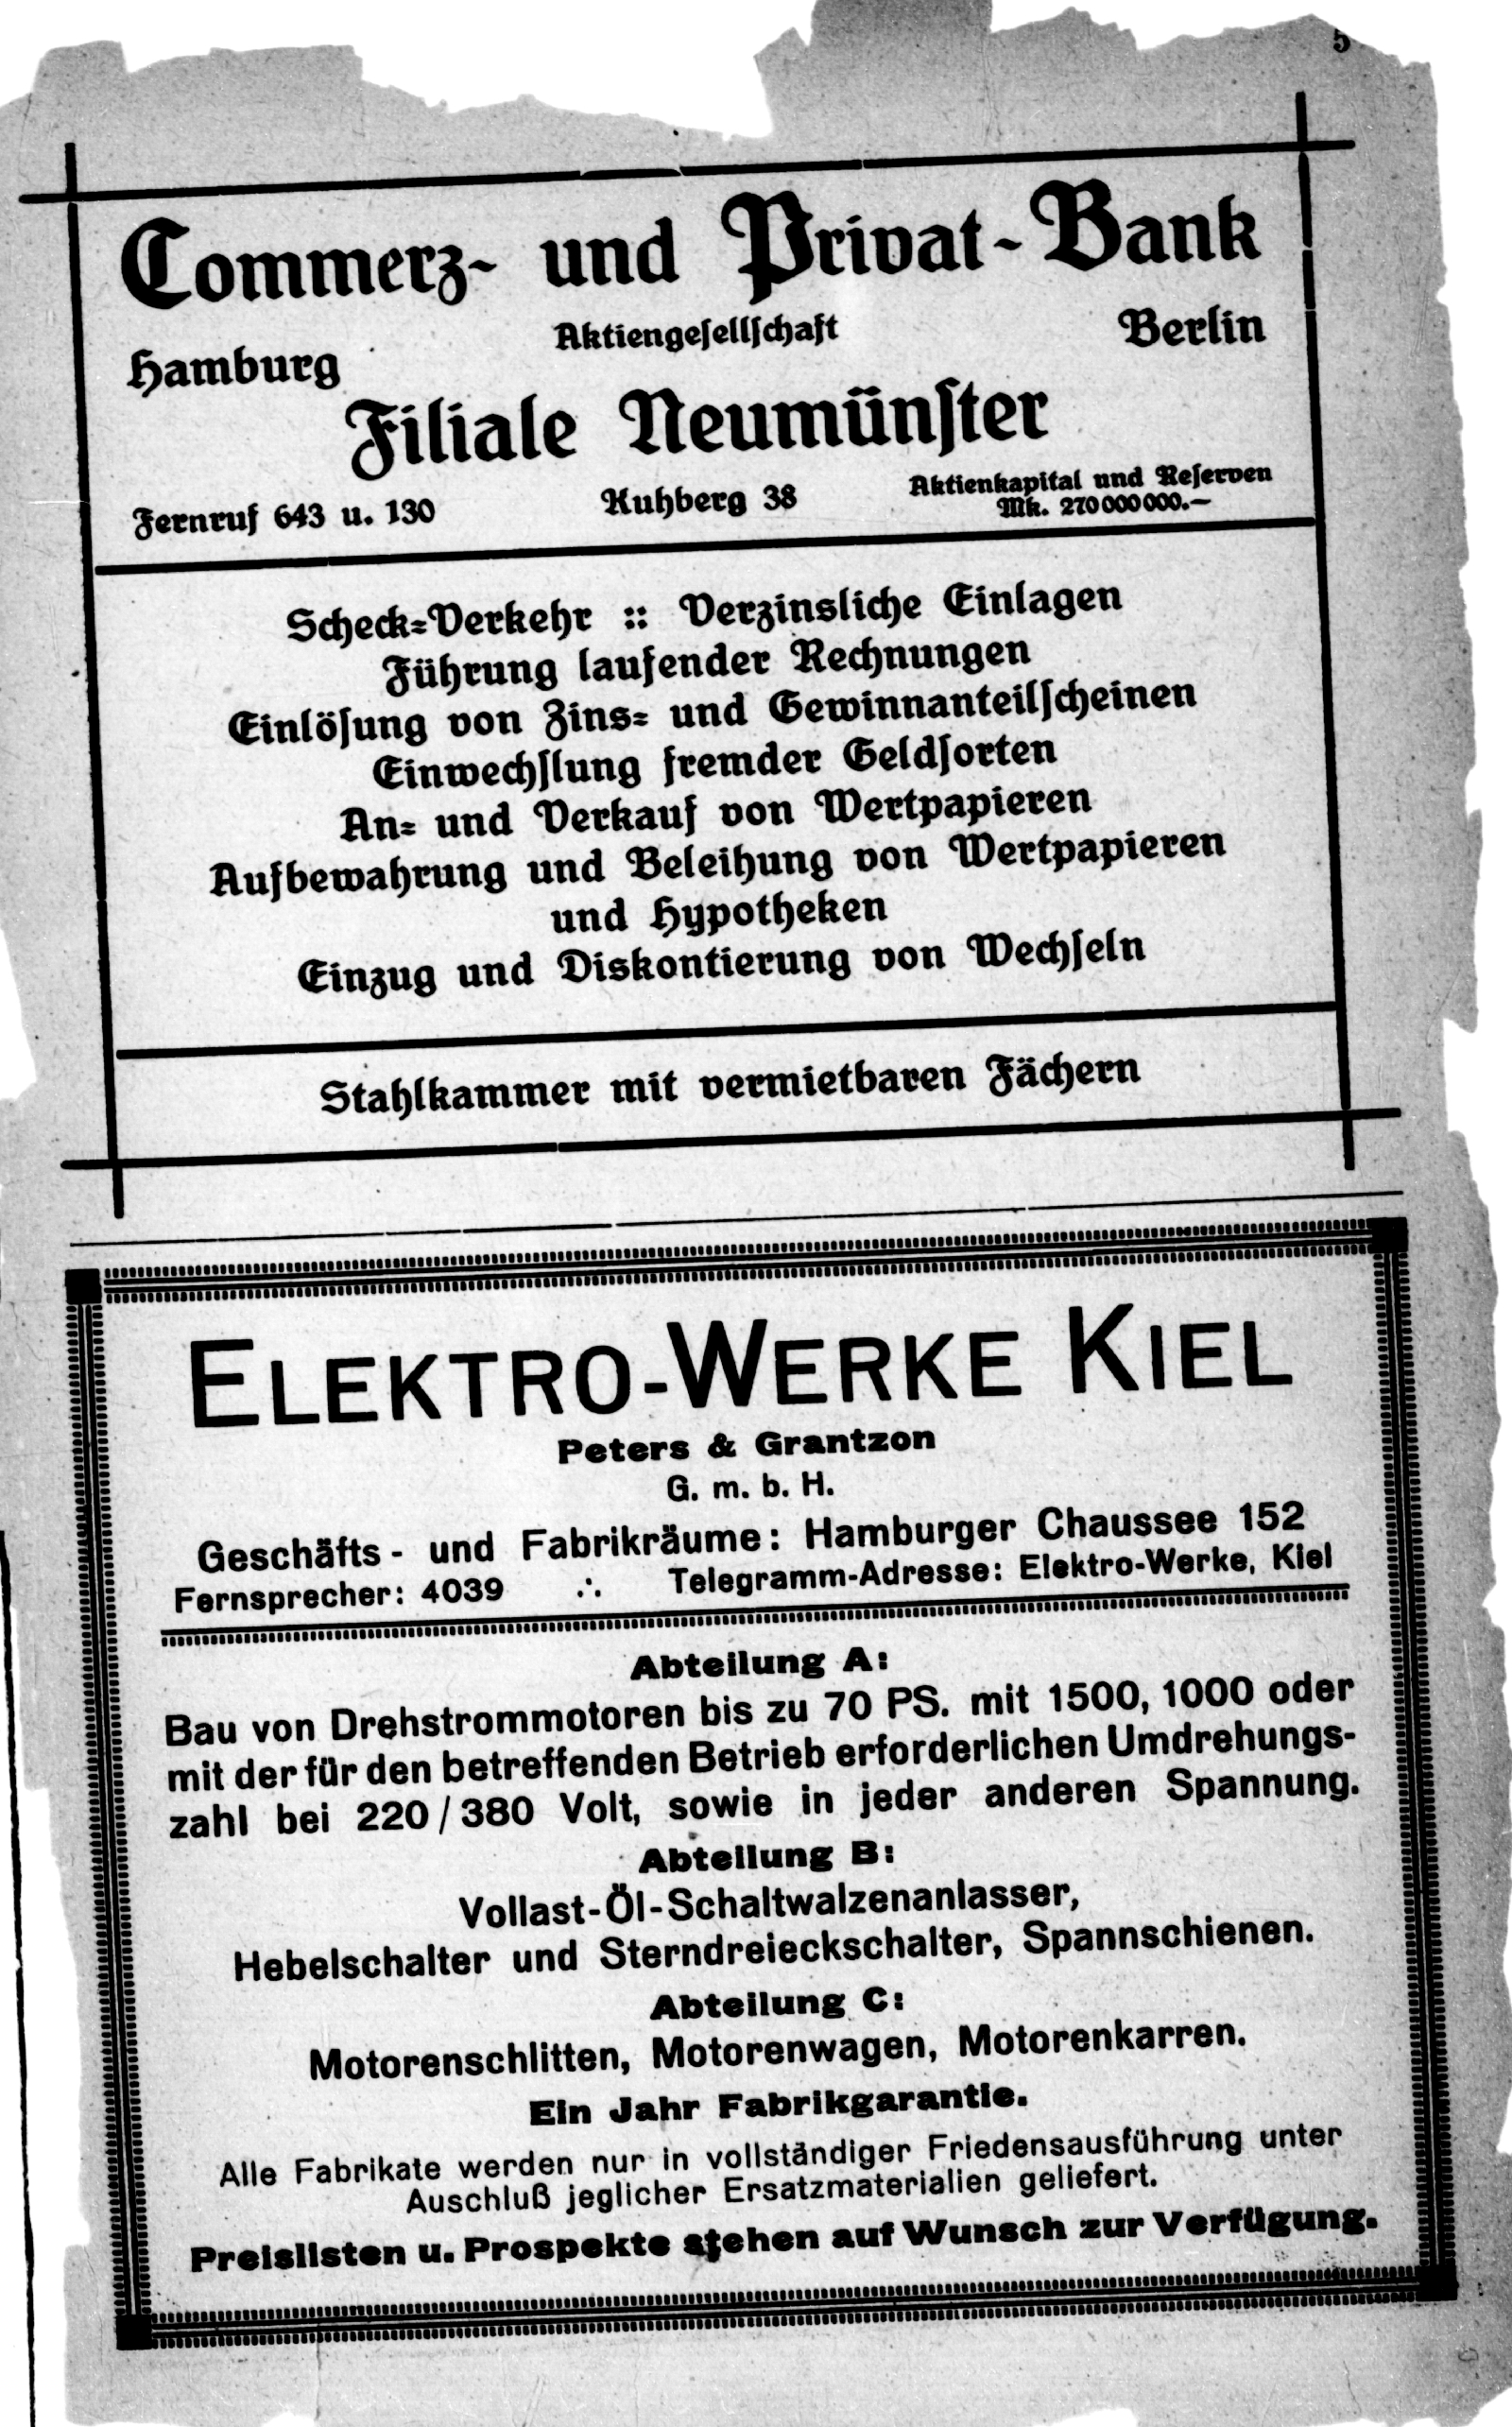 5
Commerz- und Privat-Bank
Aktiengesellschaft
Hamburg Berlin
Filiale Neumünster
Fernruf 643 u. 130 Kuhberg 38 Aktienkapital und Reserven
Mk. 270 000 000.—
Scheck-Verkehr :: Verzinsliche Einlagen
Führung laufender Rechnungen
Einlösung von Zins- und Gewinnanteilscheinen
Einwechslung fremder Geldsorten
An- und Verkauf von Wertpapieren
Aufbewahrung und Beleihung von Wertpapieren
und Hypotheken
Einzug und Diskontierung von Wechseln
Stahlkammer mit vermietbaren Fächern
ELEKTRO-WERKE KIEL
Peters & Grantzon
G. m. b. H.
Geschäfts- und Fabrikräume: Hamburger Chaussee 152
Fernsprecher: 4039 ∴ Telegramm-Adresse: Elektro-Werke, Kiel
Abteilung A:
Bau von Drehstrommotoren bis zu 70 PS. mit 1500, 1000 oder
mit der für den betreffenden Betrieb erforderlichen Umdrehungs-
zahl bei 220/380 Volt, sowie in jeder anderen Spannung.
Abteilung B:
Vollast-Öl-Schaltwalzenanlasser,
Hebelschalter und Sterndreieckschalter, Spannschienen.
Abteilung C:
Motorenschlitten, Motorenwagen, Motorenkarren.
Ein Jahr Fabrikgarantie.
Alle Fabrikate werden nur in vollständiger Friedensausführung unter
Auschluß jeglicher Ersatzmaterialien geliefert.
Preislisten u. Prospekte stehen auf Wunsch zur Verfügung.